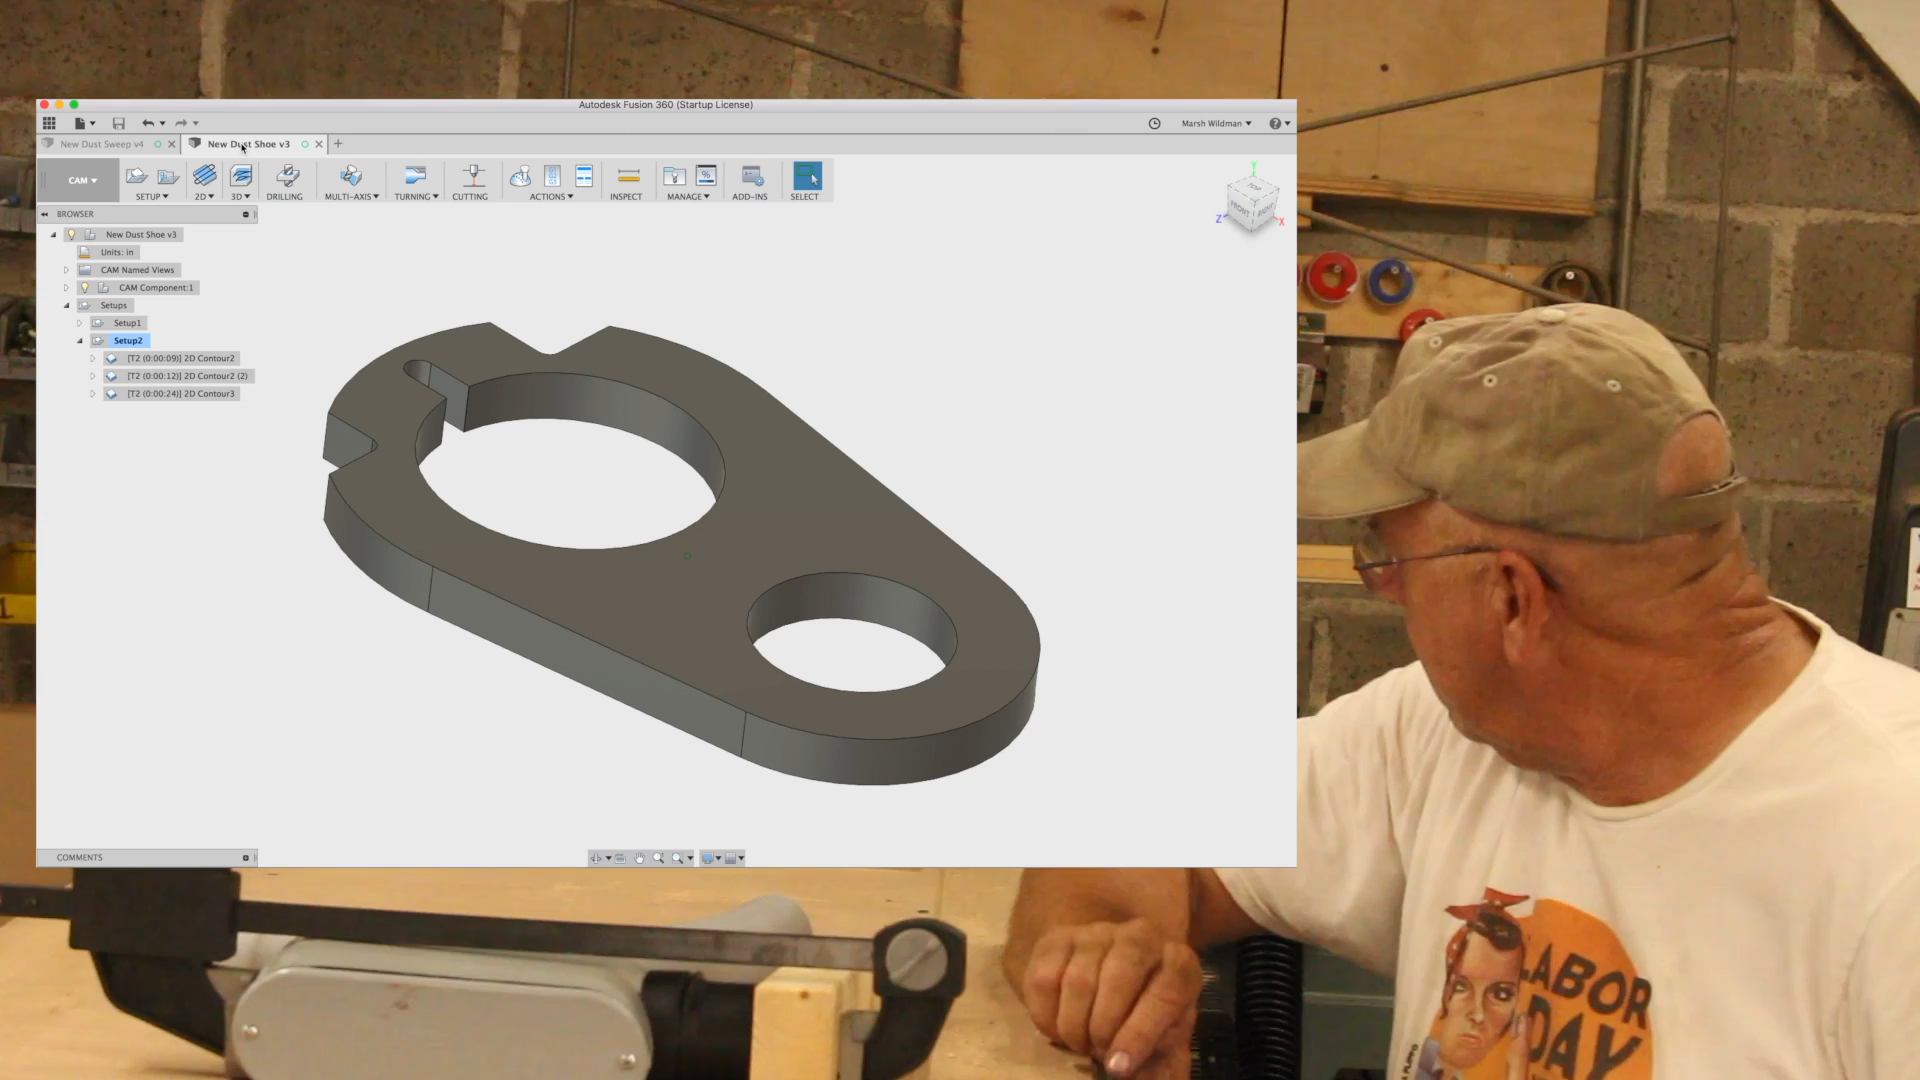 Autodesk Fusion 360 (Startup License)
Marsh Wildman
New Dust Sweep v4
New Dust Shoe v3
CAM
SETUP
2D
3D
DRILLING
MULTI-AXIS
TURNING
CUTTING
ACTIONS
INSPECT
MANAGE
ADD-INS
SELECT
BROWSER
New Dust Shoe v3
Units: in
CAM Named Views
CAM Component:1
Setups
Setup1
Setup2
[T2 (0:00:09)] 2D Contour2
[T2 (0:00:12)] 2D Contour2 (2)
[T2 (0:00:24)] 2D Contour3
Y
TOP
FRONT
RIGHT
Z
X
COMMENTS
LABOR
DAY